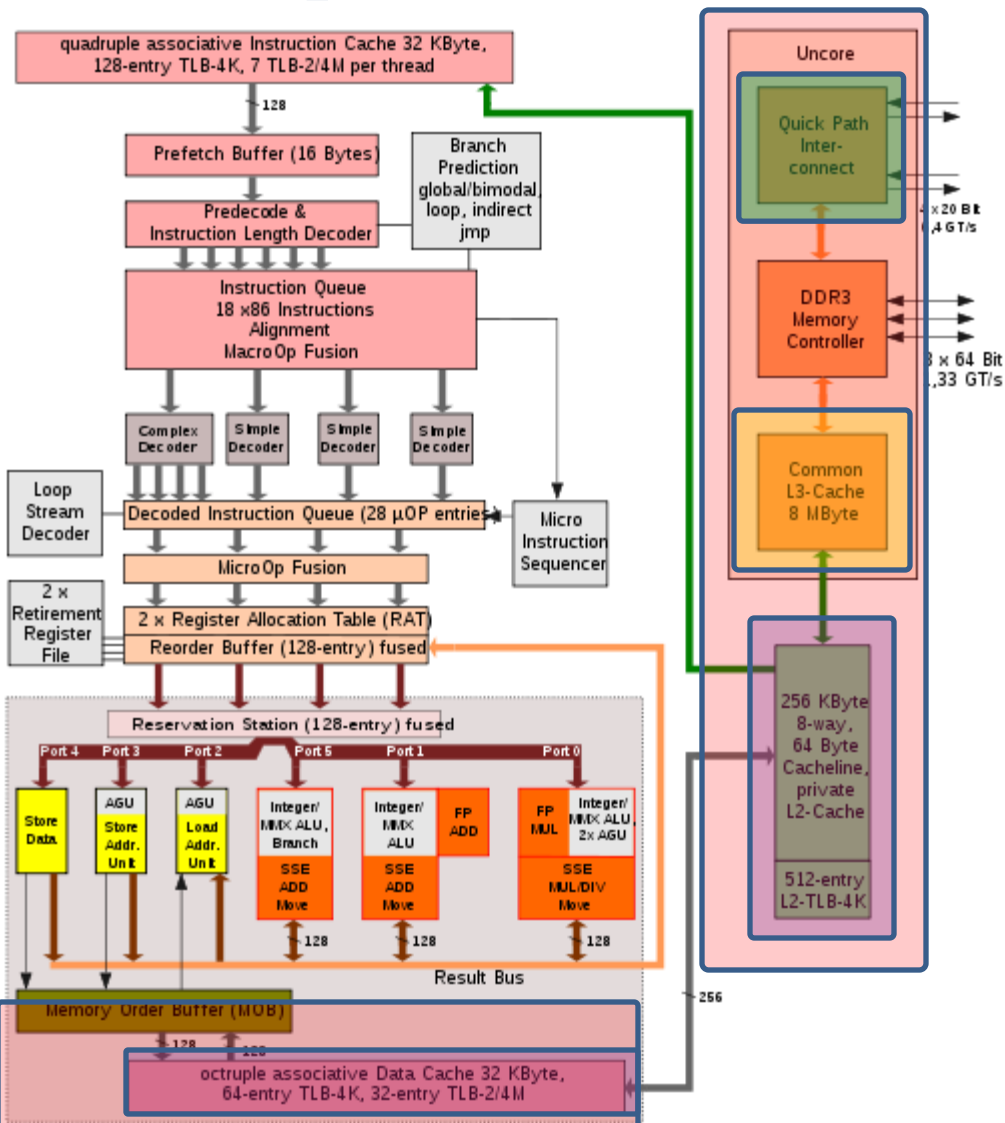 quadruple associative Instruction Cache 32 KByte,
128-entry TLB-4K, 7 TLB-2/4M per thread
128
Prefetch Buffer (16 Bytes)
Predecode &
Instruction Length Decoder
Branch
Prediction
global/bimodal,
loop, indirect
jmp
Instruction Queue
18 x86 Instructions
Alignment
MacroOp Fusion
Complex
Decoder
Simple
Decoder
Simple
Decoder
Simple
Decoder
Loop
Stream
Decoder
Decoded Instruction Queue (28 µOP entries)
Micro
Instruction
Sequencer
MicroOp Fusion
2 x
Retirement
Register
File
2 x Register Allocation Table (RAT)
Reorder Buffer (128-entry) fused
Reservation Station (128-entry) fused
Port 4
Port 3
Port 2
Port 5
Port 1
Port 0
Store
Data
AGU
Store
Addr.
Unit
AGU
Load
Addr.
Unit
Integer/
MMX ALU,
Branch
SSE
ADD
Move
Integer/
MMX
ALU
SSE
ADD
Move
FP
ADD
FP
MUL
Integer/
MMX ALU,
2x AGU
SSE
MUL/DIV
Move
128
128
128
Result Bus
Memory Order Buffer (MOB)
128
128
octruple associative Data Cache 32 KByte,
64-entry TLB-4K, 32-entry TLB-2/4M
256
Uncore
Quick Path
Inter-
connect
x 20 Bit
,4 GT/s
DDR3
Memory
Controller
x 64 Bit
,33 GT/s
Common
L3-Cache
8 MByte
256 KByte
8-way,
64 Byte
Cacheline,
private
L2-Cache
512-entry
L2-TLB-4K